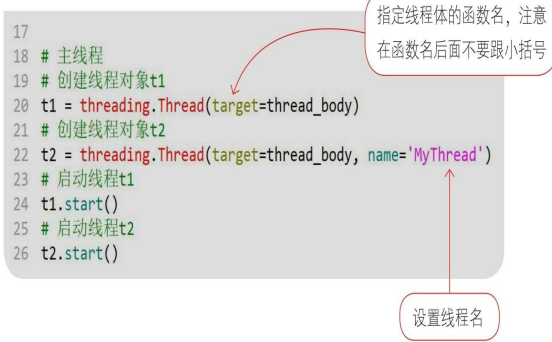 指定线程体的函数名，注意
在函数名后面不要跟小括号
17
18 # 主线程
19 # 创建线程对象t1
20 t1 = threading.Thread(target=thread_body)
21 # 创建线程对象t2
22 t2 = threading.Thread(target=thread_body, name='MyThread')
23 # 启动线程t1
24 t1.start()
25 # 启动线程t2
26 t2.start()
设置线程名